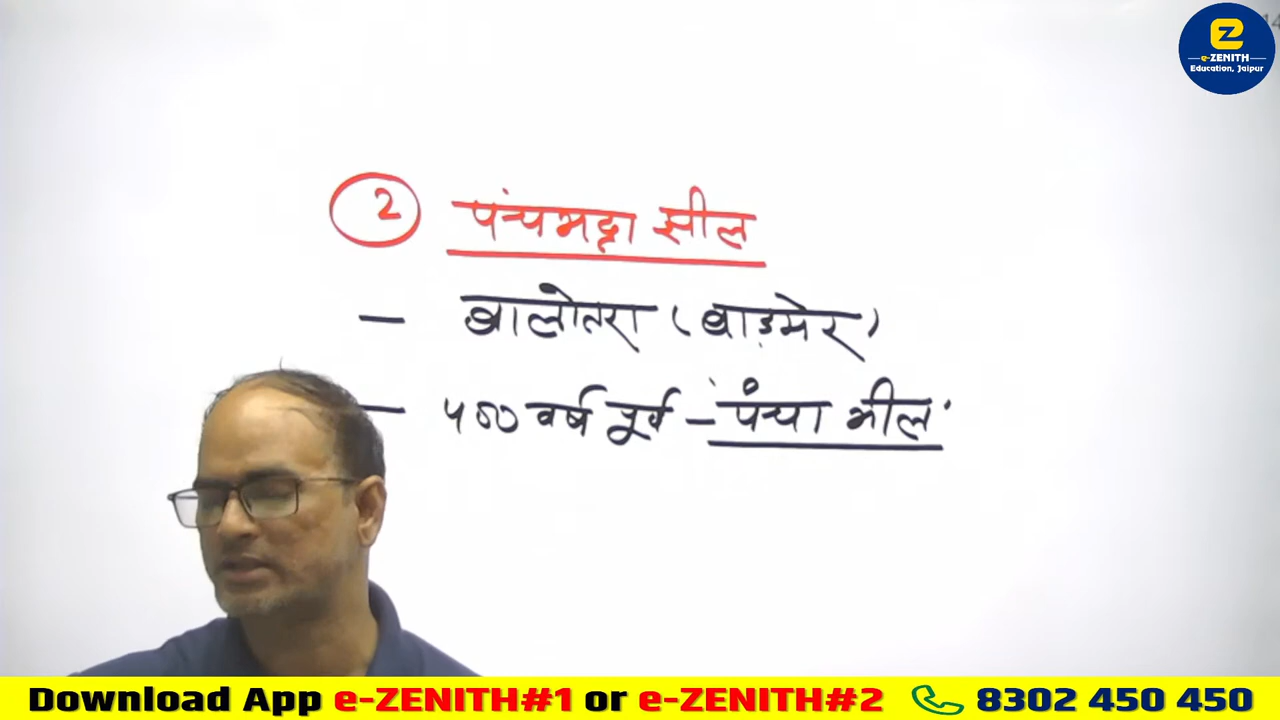 e-ZENITH
Education, Jaipur
2 पंचभद्रा झील
— बालोतरा (बाड़मेर)
— 400 वर्ष पूर्व – पंचा भील
Download App e-ZENITH#1 or e-ZENITH#2 8302 450 450